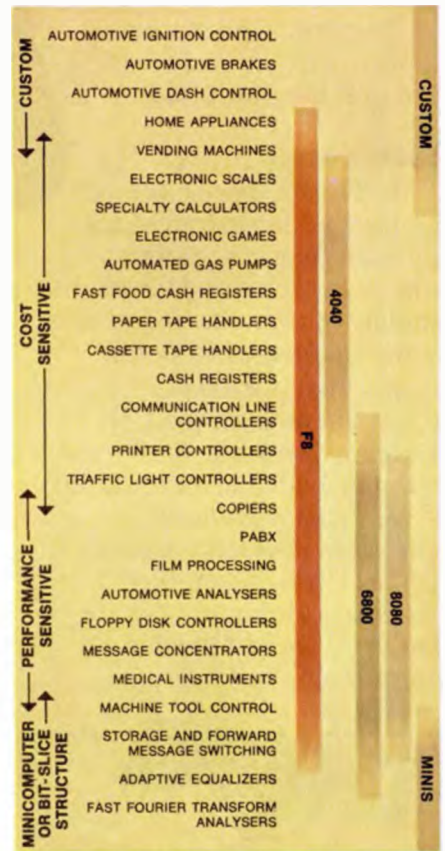 AUTOMOTIVE IGNITION CONTROL
AUTOMOTIVE BRAKES
AUTOMOTIVE DASH CONTROL
HOME APPLIANCES
VENDING MACHINES
ELECTRONIC SCALES
SPECIALTY CALCULATORS
ELECTRONIC GAMES
AUTOMATED GAS PUMPS
FAST FOOD CASH REGISTERS
PAPER TAPE HANDLERS
CASSETTE TAPE HANDLERS
CASH REGISTERS
COMMUNICATION LINE
CONTROLLERS
PRINTER CONTROLLERS
TRAFFIC LIGHT CONTROLLERS
COPIERS
PABX
FILM PROCESSING
AUTOMOTIVE ANALYSERS
FLOPPY DISK CONTROLLERS
MESSAGE CONCENTRATORS
MEDICAL INSTRUMENTS
MACHINE TOOL CONTROL
STORAGE AND FORWARD
MESSAGE SWITCHING
ADAPTIVE EQUALIZERS
FAST FOURIER TRANSFORM
ANALYSERS
CUSTOM
COST
SENSITIVE
PERFORMANCE
SENSITIVE
MINICOMPUTER
OR BIT-SLICE
STRUCTURE
F8
4040
6800
8080
CUSTOM
MINIS